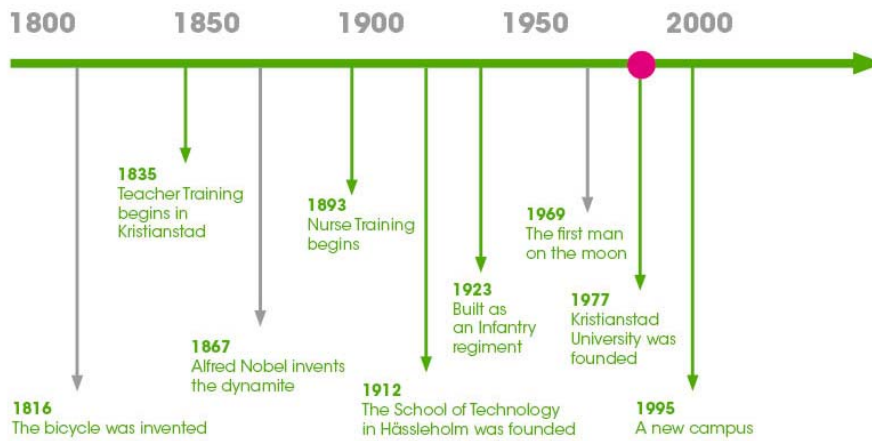 1800 1850 1900 1950 2000
1835
Teacher Training
begins in
Kristianstad
1893
Nurse Training
begins
1969
The first man
on the moon
1923
Built as
an Infantry
regiment
1977
Kristianstad
University was
founded
1867
Alfred Nobel invents
the dynamite
1912
The School of Technology
in Hässleholm was founded
1816
The bicycle was invented
1995
A new campus